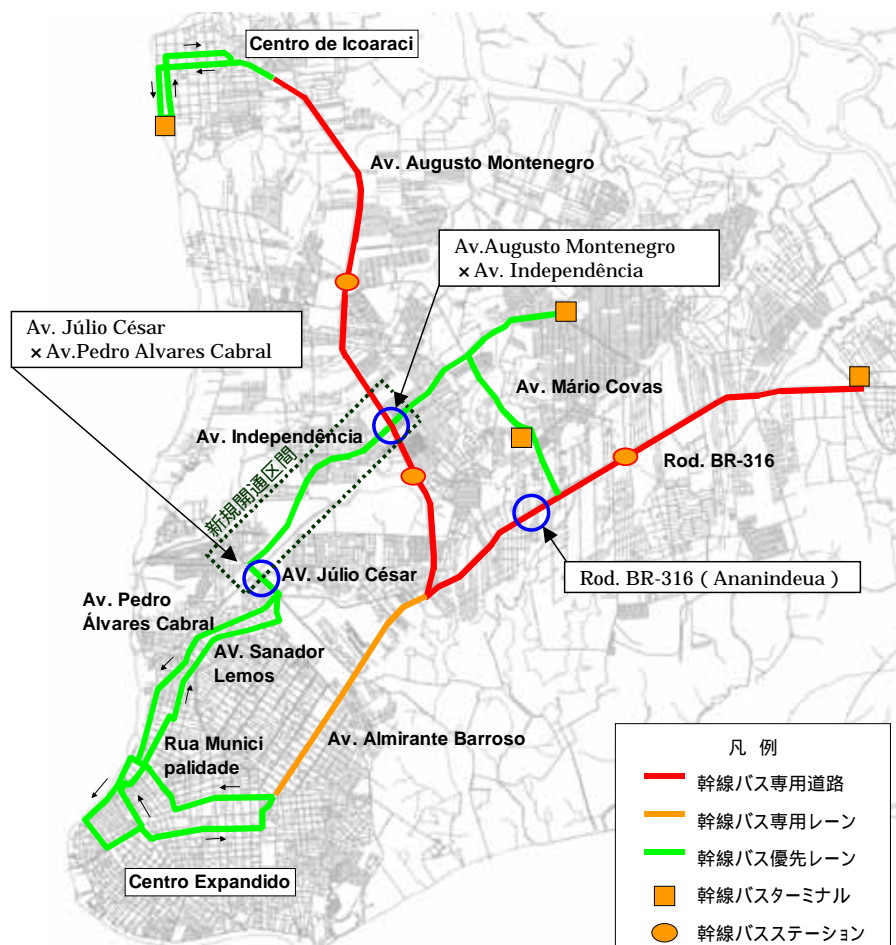 Centro de Icoaraci
Av. Augusto Montenegro
Av.Augusto Montenegro
× Av. Independência
Av. Júlio César
× Av.Pedro Alvares Cabral
Av. Mário Covas
Av. Independência
Rod. BR-316
新規開通区間
AV. Júlio César
Rod. BR-316 ( Ananindeua )
Av. Pedro
Álvares Cabral
AV. Sanador
Lemos
Rua Munici
palidade
Av. Almirante Barroso
Centro Expandido
凡 例
幹線バス専用道路
幹線バス専用レーン
幹線バス優先レーン
幹線バスターミナル
幹線バスステーション